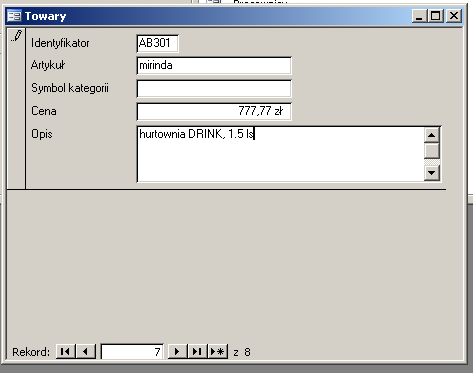 Pracownicy
Towary
Identyfikator AB301
Artykuł mirinda
Symbol kategorii
Cena 777,77 zł
Opis hurtownia DRINK, 1.5 ls
Rekord: 7 z 8